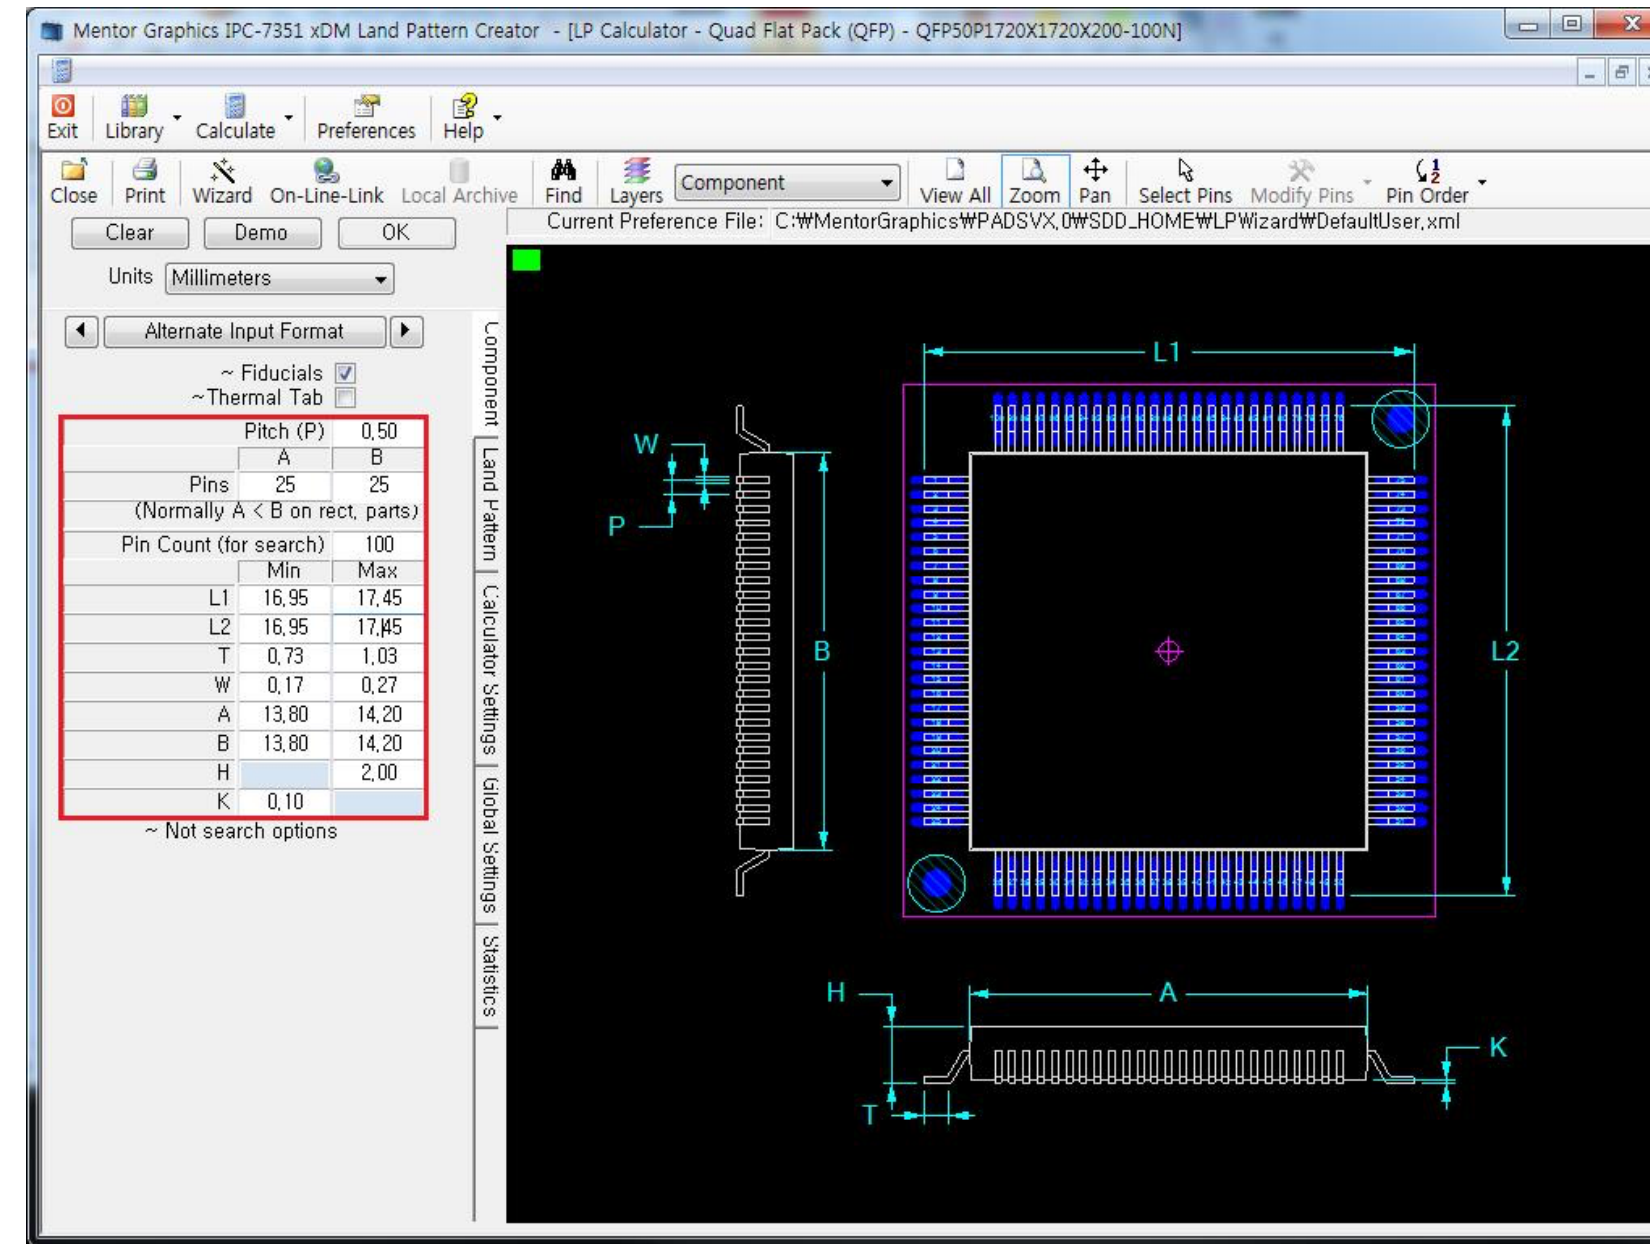 Mentor Graphics IPC-7351 xDM Land Pattern Creator - [LP Calculator - Quad Flat Pack (QFP) - QFP50P1720X1720X200-100N]
Exit Library Calculate Preferences Help
Close Print Wizard On-Line-Link Local Archive Find Layers Component View All Zoom Pan Select Pins Modify Pins Pin Order
Clear Demo OK
Current Preference File: C:₩MentorGraphics₩PADSVX,0₩SDD_HOME₩LPWizard₩DefaultUser,xml
Units Millimeters
Alternate Input Format
~ Fiducials
~Thermal Tab
Pitch (P) 0,50
A B
Pins 25 25
(Normally A < B on rect, parts)
Pin Count (for search) 100
Min Max
L1 16,95 17,45
L2 16,95 17,45
T 0,73 1,03
W 0,17 0,27
A 13,80 14,20
B 13,80 14,20
H 2,00
K 0,10
~ Not search options
Component
Land Pattern
Calculator Settings
Global Settings
Statistics
L1
W
P
B
L2
H
A
K
T